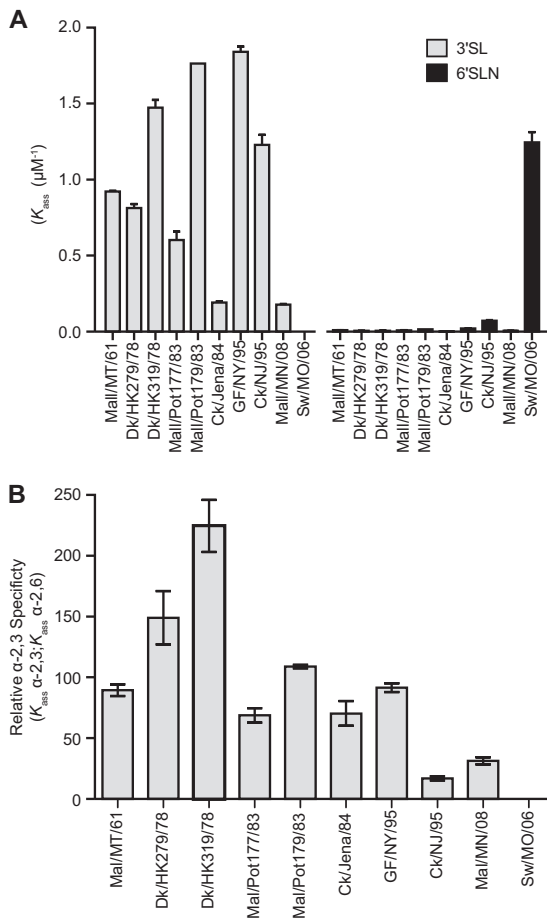 A
3'SL
6'SLN
(Kass (μM-1)
2.0
1.5
1.0
0.5
0.0
Mall/MT/61
Dk/HK279/78
Dk/HK319/78
Mall/Pot177/83
Mall/Pot179/83
Ck/Jena/84
GF/NY/95
Ck/NJ/95
Mall/MN/08
Sw/MO/06
Mall/MT/61
Dk/HK279/78
Dk/HK319/78
Mall/Pot177/83
Mall/Pot179/83
Ck/Jena/84
GF/NY/95
Ck/NJ/95
Mall/MN/08
Sw/MO/06
B
Relative α-2,3 Specificty
(Kass α-2,3;Kass α-2,6)
250
200
150
100
50
0
Mal/MT/61
Dk/HK279/78
Dk/HK319/78
Mal/Pot177/83
Mal/Pot179/83
Ck/Jena/84
GF/NY/95
Ck/NJ/95
Mal/MN/08
Sw/MO/06